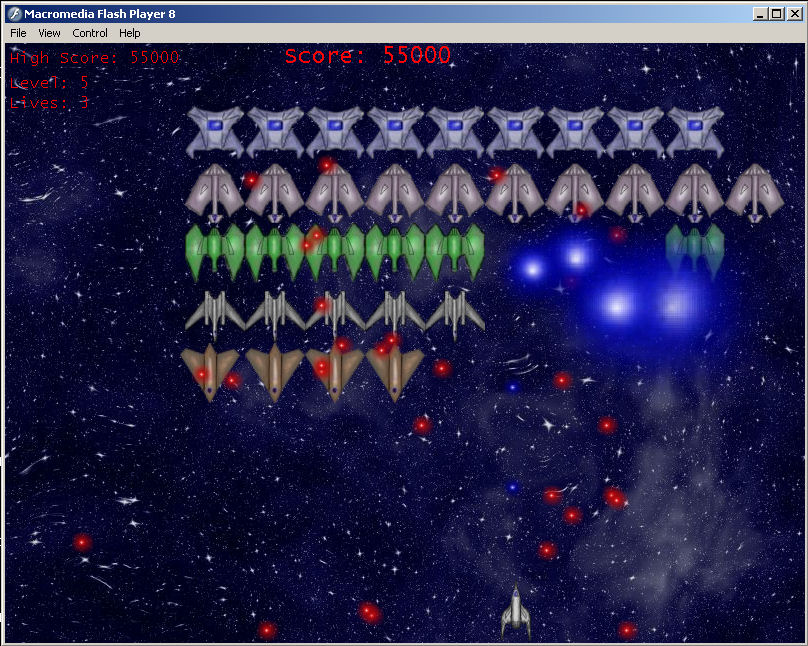 Macromedia Flash Player 8
File View Control Help
High Score: 55000
Score: 55000
Level: 5
Lives: 3